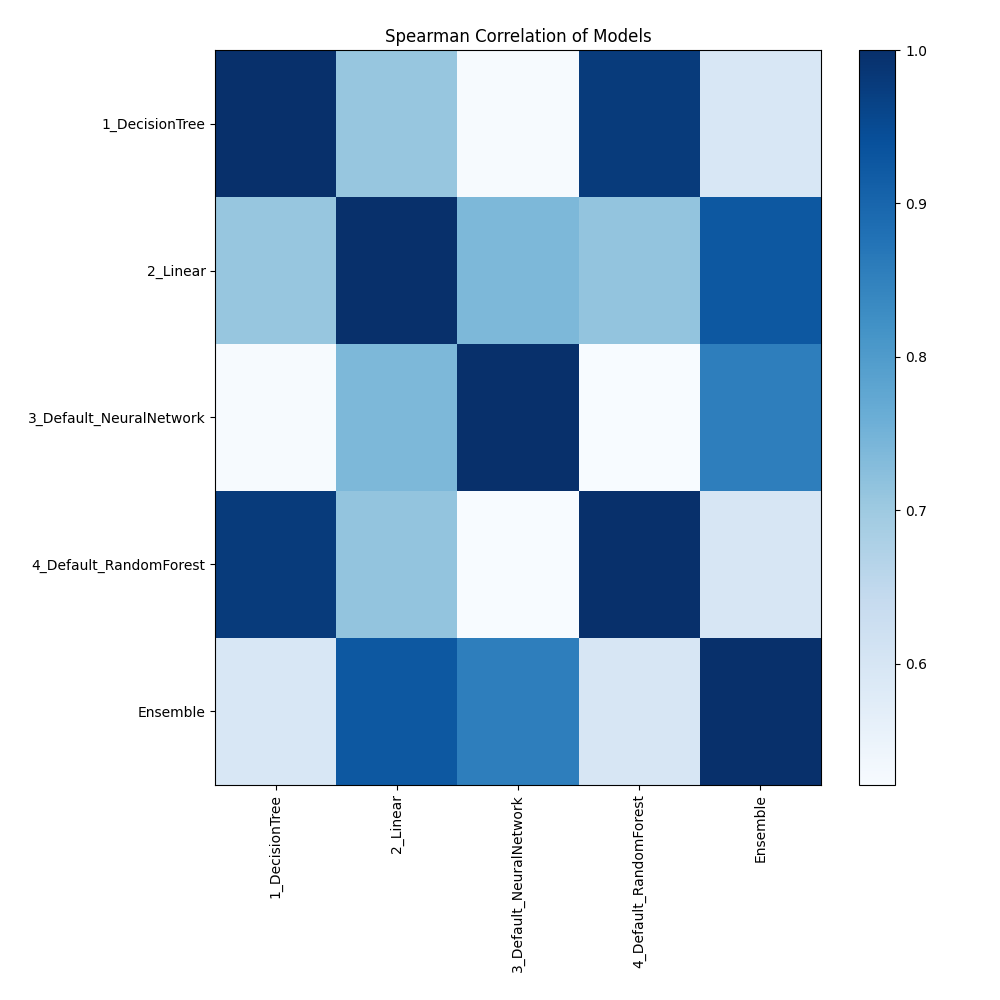 Spearman Correlation of Models
1_DecisionTree
2_Linear
3_Default_NeuralNetwork
4_Default_RandomForest
Ensemble
1_DecisionTree
2_Linear
3_Default_NeuralNetwork
4_Default_RandomForest
Ensemble
1.0
0.9
0.8
0.7
0.6